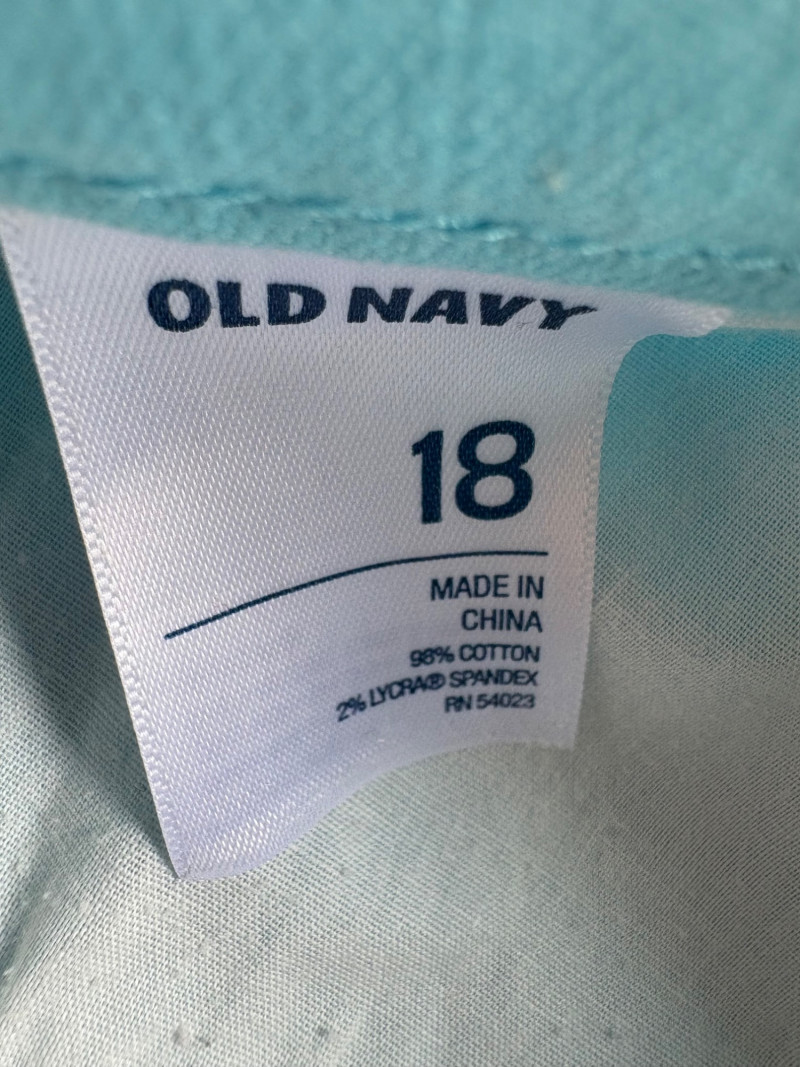 OLD NAVY
18
MADE IN
CHINA
98% COTTON
2% LYCRA® SPANDEX
RN 54023